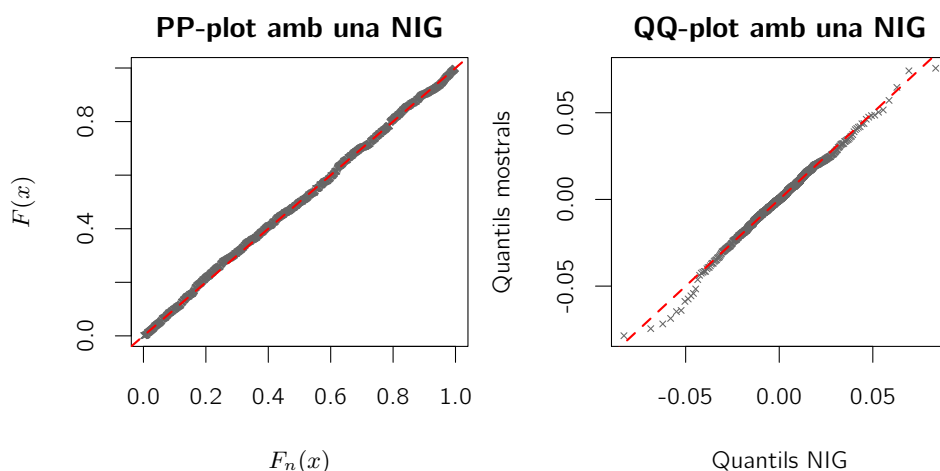 PP-plot amb una NIG
F(x)
0.8
0.4
0.0
0.0 0.2 0.4 0.6 0.8 1.0
F_n(x)
QQ-plot amb una NIG
Quantils mostrals
0.05
0.00
-0.05
-0.05 0.00 0.05
Quantils NIG